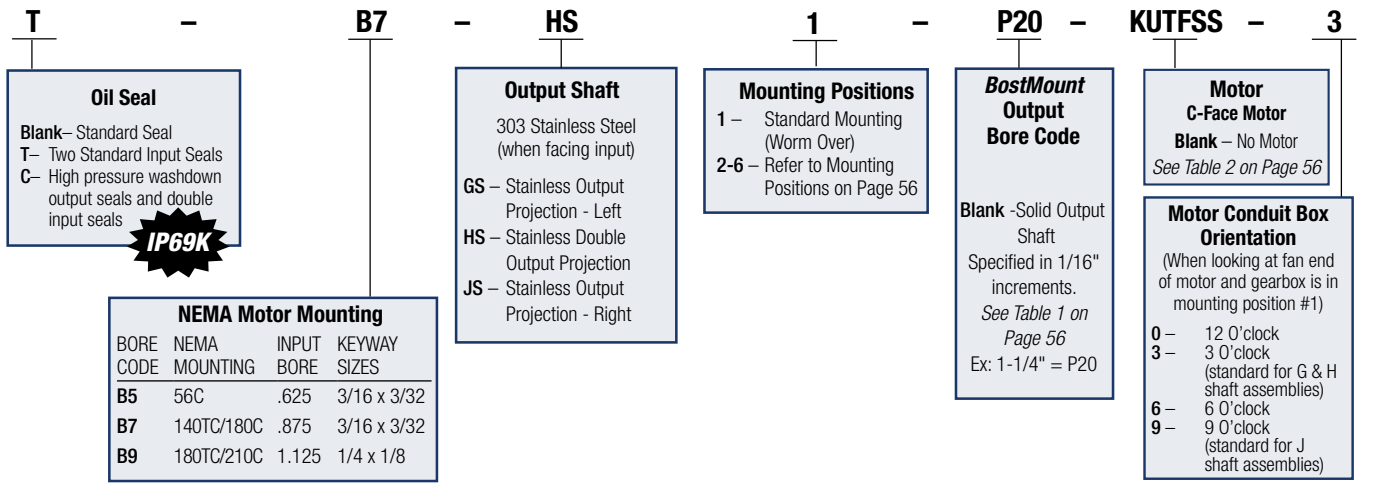 T – B7 – HS 1 – P20 – KUTFSS – 3
Oil Seal
Blank– Standard Seal
T– Two Standard Input Seals
C– High pressure washdown
output seals and double
input seals
IP69K
NEMA Motor Mounting
BORE NEMA INPUT KEYWAY
CODE MOUNTING BORE SIZES
B5 56C .625 3/16 x 3/32
B7 140TC/180C .875 3/16 x 3/32
B9 180TC/210C 1.125 1/4 x 1/8
Output Shaft
303 Stainless Steel
(when facing input)
GS – Stainless Output
Projection - Left
HS – Stainless Double
Output Projection
JS – Stainless Output
Projection - Right
Mounting Positions
1 – Standard Mounting
(Worm Over)
2-6 – Refer to Mounting
Positions on Page 56
BostMount
Output
Bore Code
Blank -Solid Output
Shaft
Specified in 1/16"
increments.
See Table 1 on
Page 56
Ex: 1-1/4" = P20
Motor
C-Face Motor
Blank – No Motor
See Table 2 on Page 56
Motor Conduit Box
Orientation
(When looking at fan end
of motor and gearbox is in
mounting position #1)
0 – 12 O'clock
3 – 3 O'clock
(standard for G & H
shaft assemblies)
6 – 6 O'clock
9 – 9 O'clock
(standard for J
shaft assemblies)